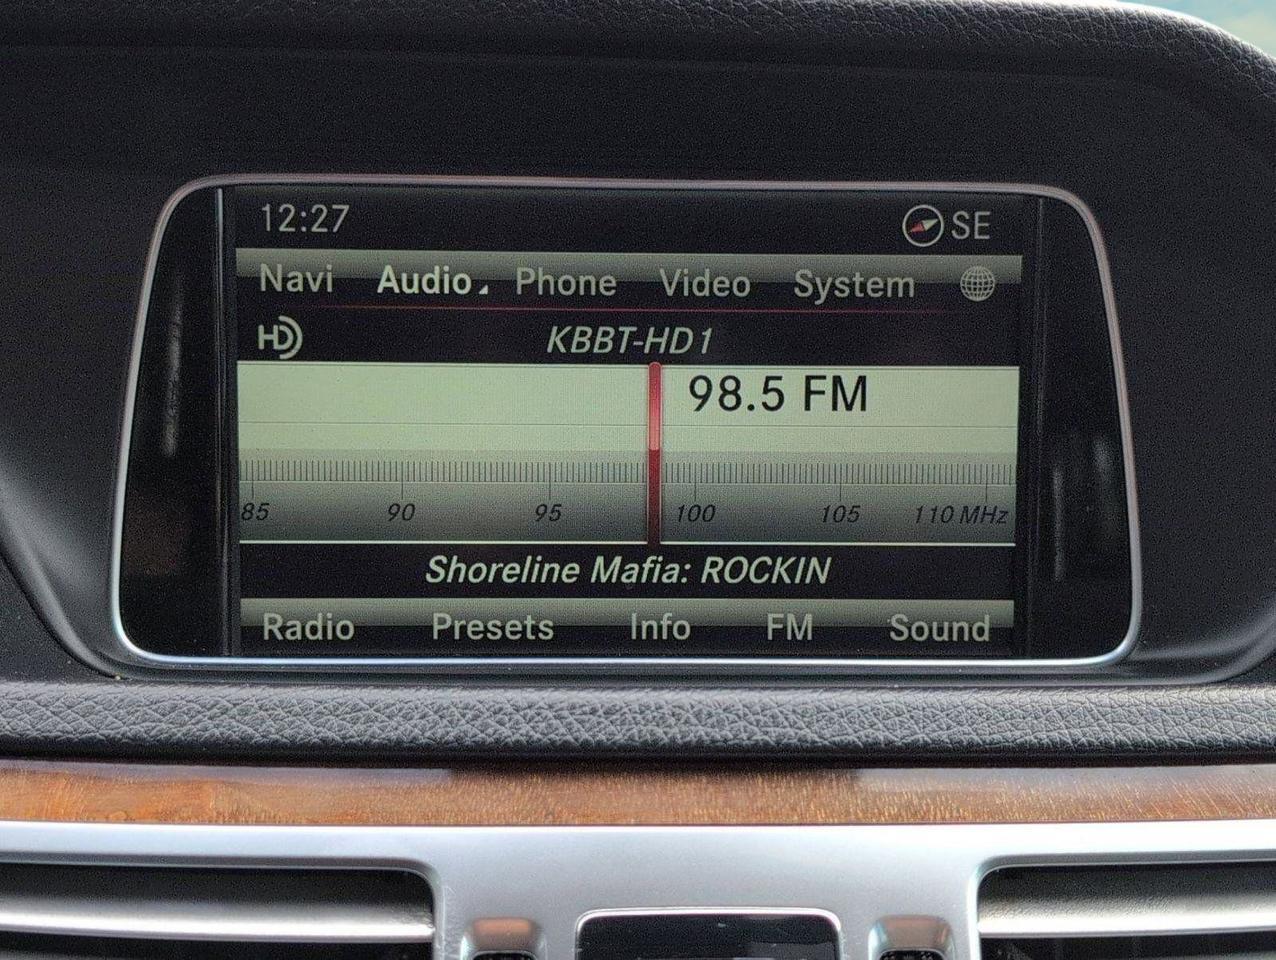 12:27 SE
Navi Audio Phone Video System
HD KBBT-HD1
98.5 FM
85 90 95 100 105 110 MHz
Shoreline Mafia: ROCKIN
Radio Presets Info FM Sound